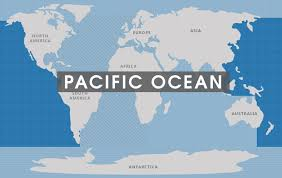 NORTH
AMERICA
EUROPE
ASIA
AFRICA
PACIFIC OCEAN
SOUTH
AMERICA
AUSTRALIA
ANTARCTICA